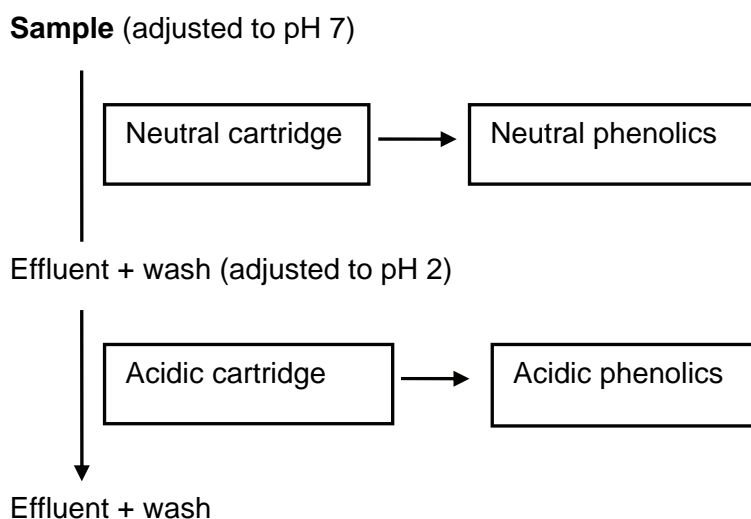 Sample (adjusted to pH 7)
Neutral cartridge
Neutral phenolics
Effluent + wash (adjusted to pH 2)
Acidic cartridge
Acidic phenolics
Effluent + wash